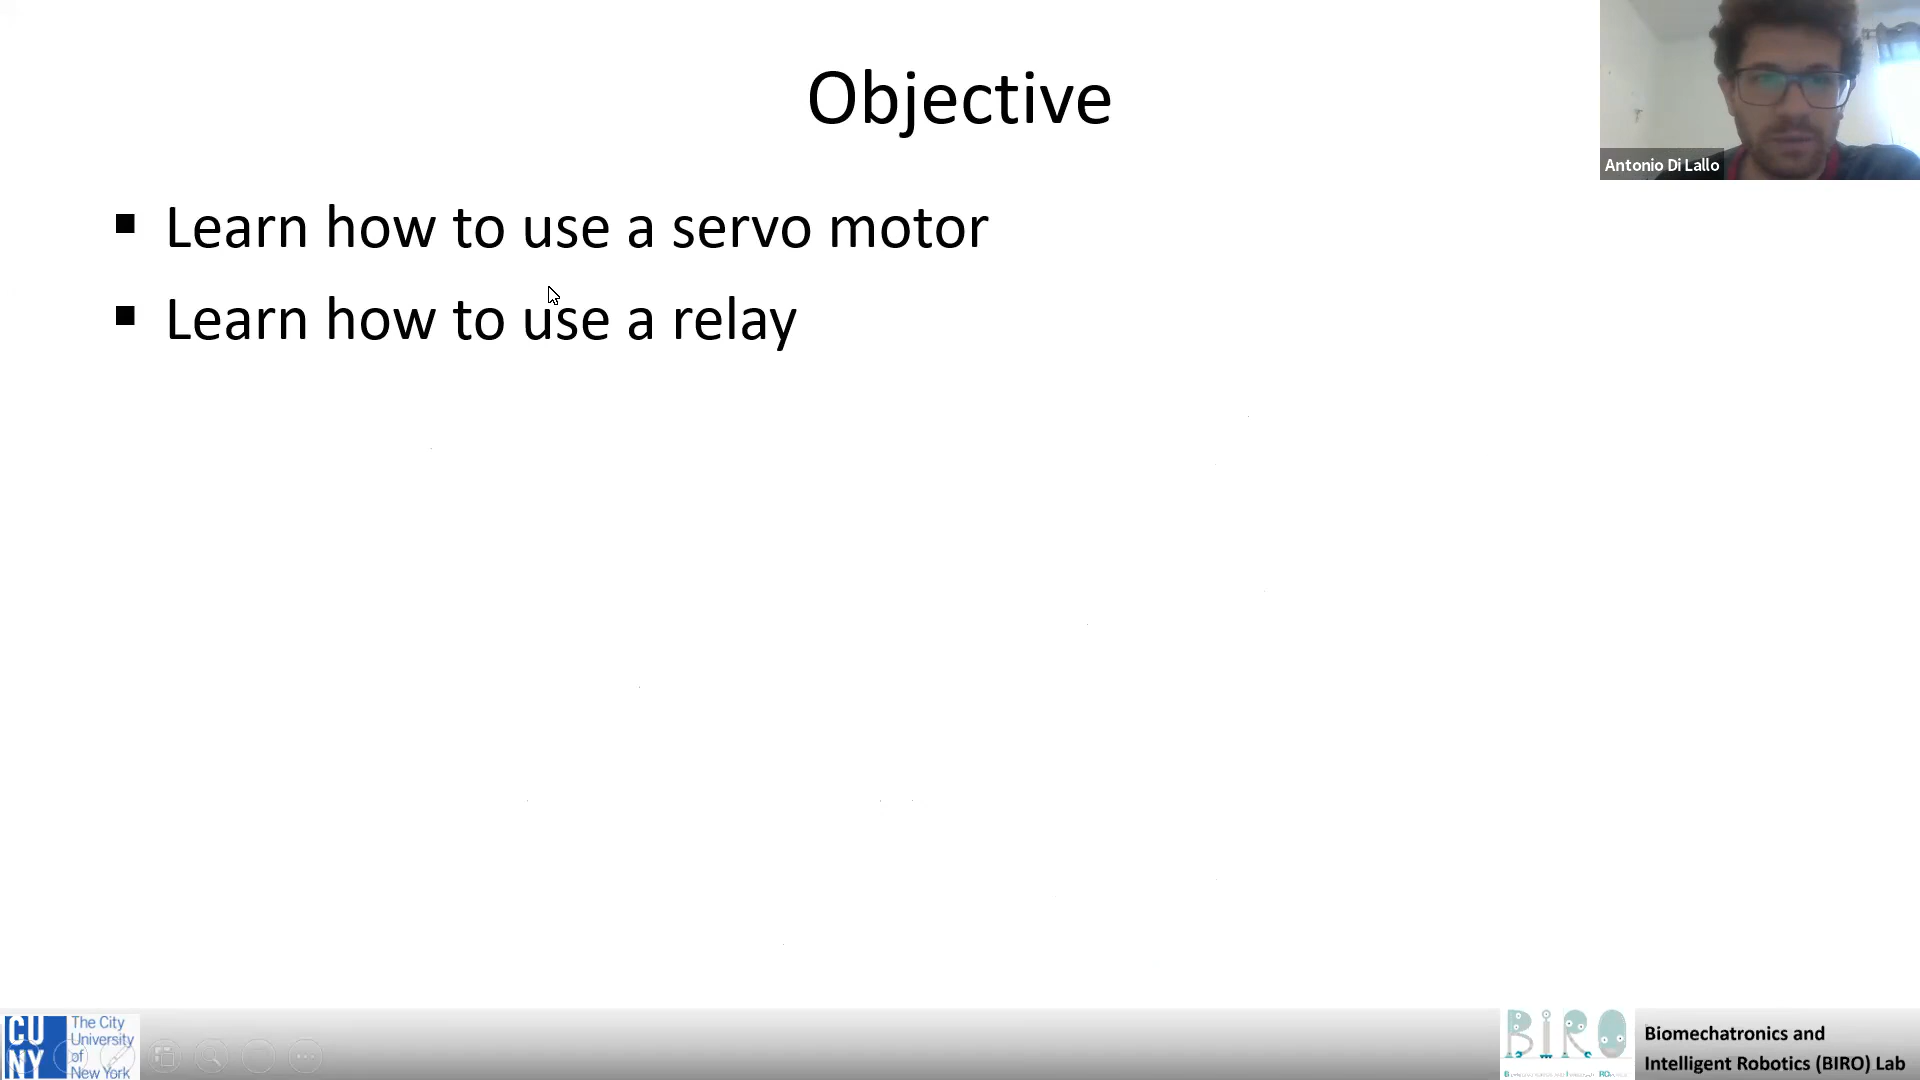 Objective
Antonio Di Lallo
Learn how to use a servo motor
Learn how to use a relay
CU
NY
The City
University
of
New York
BiRO
Biomechatronics and
Intelligent Robotics (BIRO) Lab